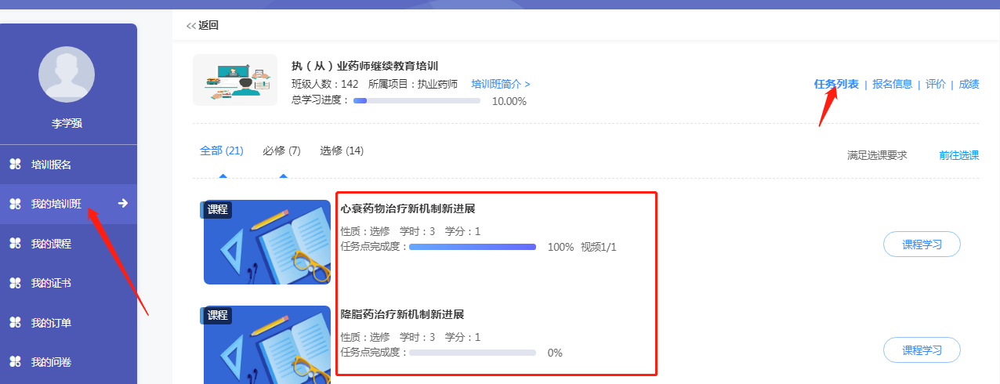 << 返回
李学强
培训报名
我的培训班
我的课程
我的证书
我的订单
我的问卷
执（从）业药师继续教育培训
班级人数：142 所属项目：执业药师 培训班简介 >
总学习进度： 10.00%
任务列表 | 报名信息 | 评价 | 成绩
全部 (21) 必修 (7) 选修 (14)
满足选课要求 前往选课
课程
心衰药物治疗新机制新进展
性质：选修 学时：3 学分：1
任务点完成度： 100% 视频1/1
课程学习
课程
降脂药治疗新机制新进展
性质：选修 学时：3 学分：1
任务点完成度： 0%
课程学习